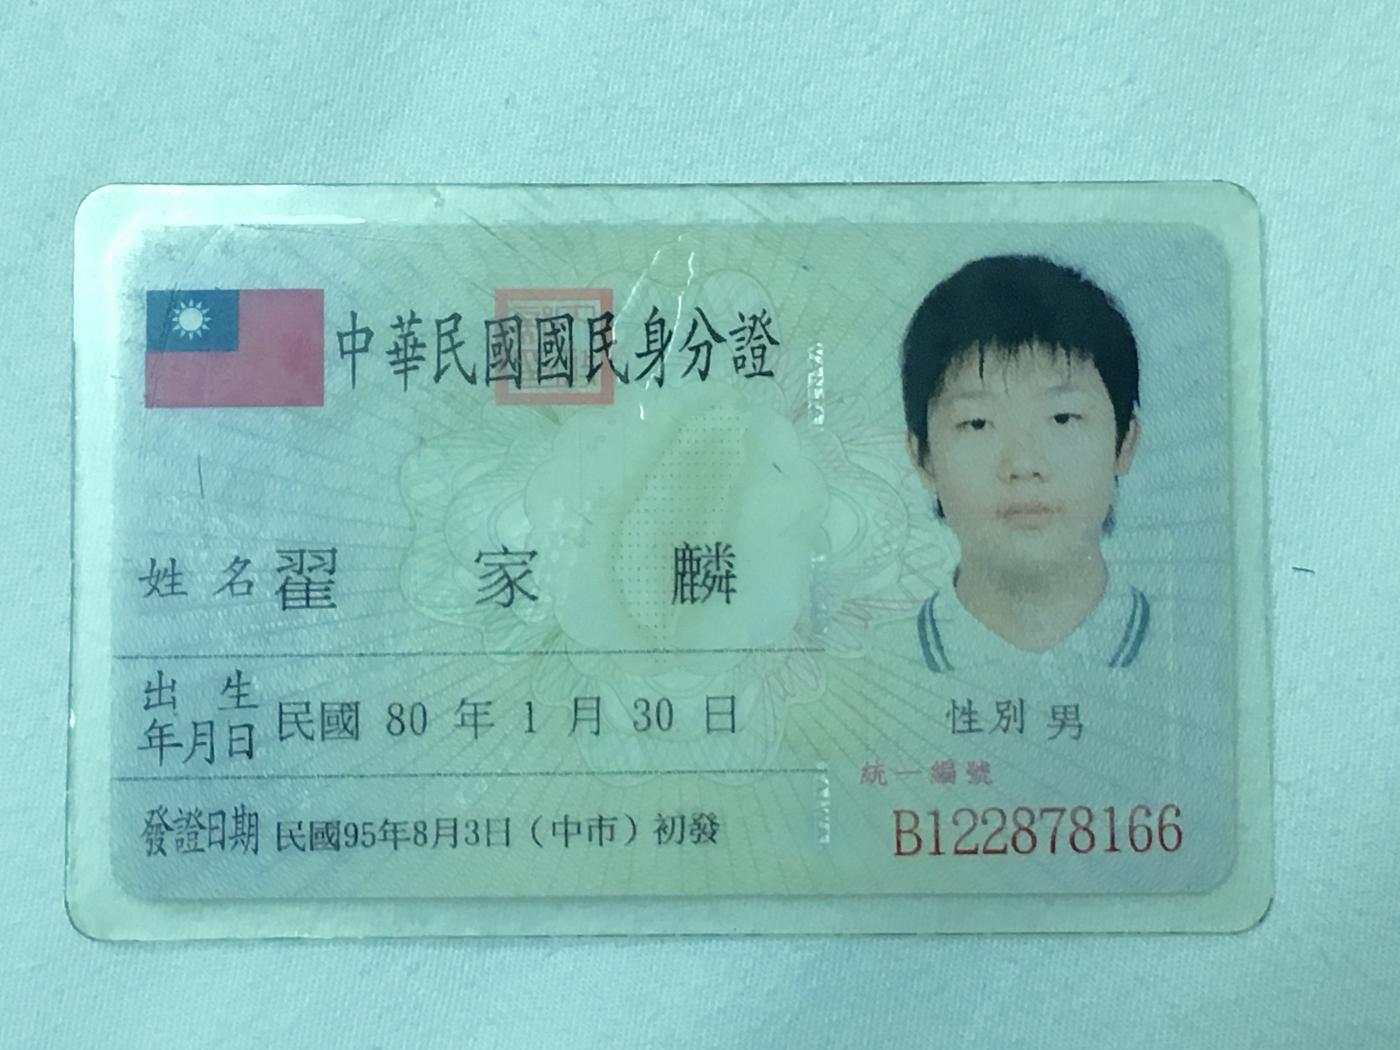 中華民國國民身分證
姓名 翟家麟
出生年月日 民國 80 年 1 月 30 日
性別 男
統一編號
發證日期 民國95年8月3日（中市）初發
B122878166